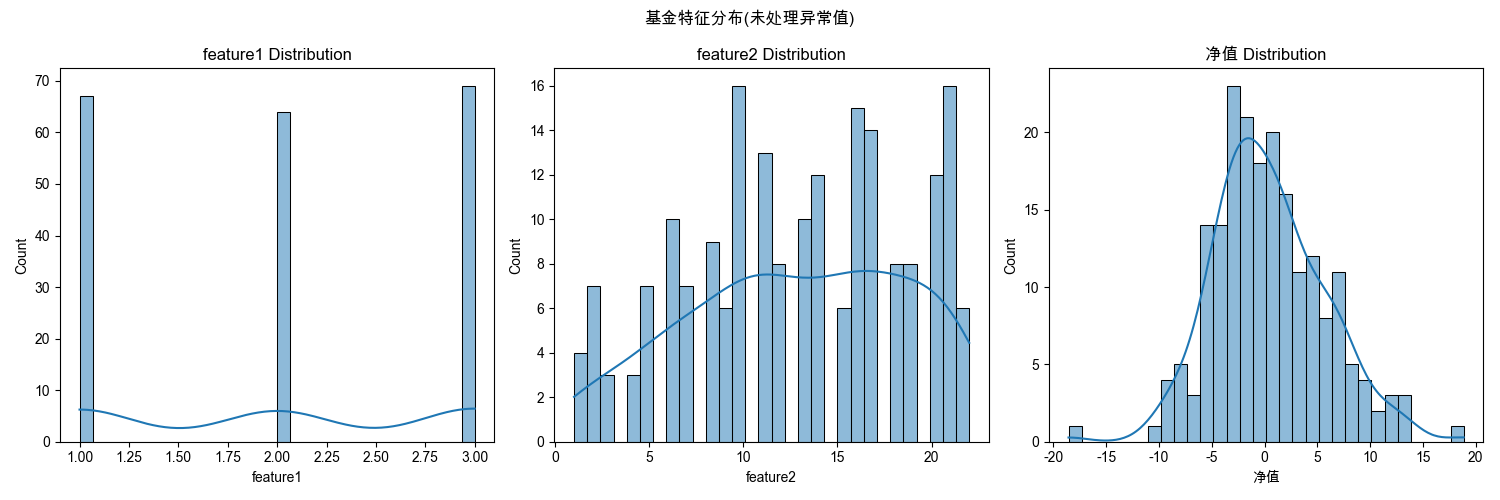 基金特征分布(未处理异常值)
feature1 Distribution
70
60
50
40
30
20
10
0
Count
1.00 1.25 1.50 1.75 2.00 2.25 2.50 2.75 3.00
feature1
feature2 Distribution
16
14
12
10
8
6
4
2
0
Count
0 5 10 15 20
feature2
净值 Distribution
20
15
10
5
0
Count
-20 -15 -10 -5 0 5 10 15 20
净值